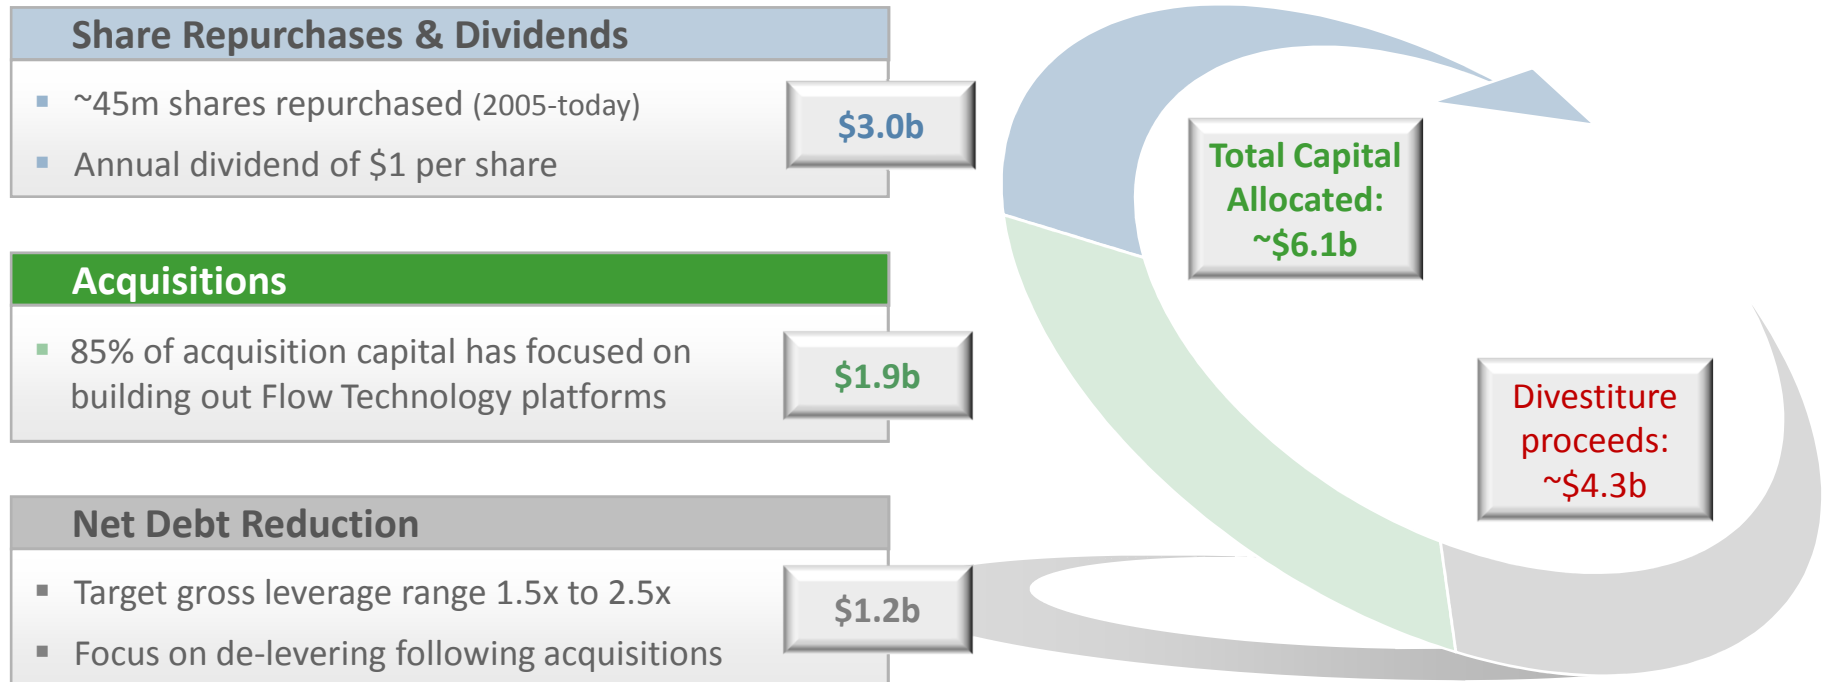 Share Repurchases & Dividends
▪ ~45m shares repurchased (2005-today)
▪ Annual dividend of $1 per share
$3.0b
Acquisitions
▪ 85% of acquisition capital has focused on
building out Flow Technology platforms
$1.9b
Net Debt Reduction
▪ Target gross leverage range 1.5x to 2.5x
▪ Focus on de-levering following acquisitions
$1.2b
Total Capital
Allocated:
~$6.1b
Divestiture
proceeds:
~$4.3b